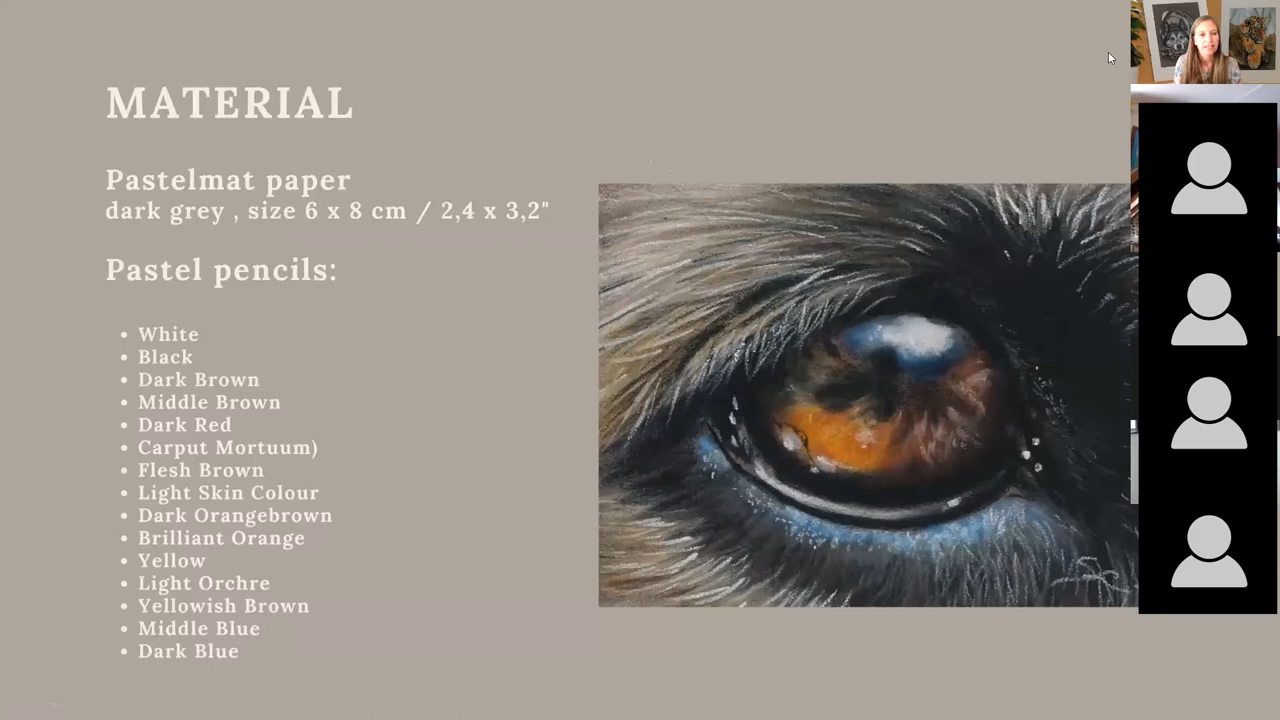 MATERIAL
Pastelmat paper
dark grey , size 6 x 8 cm / 2,4 x 3,2"
Pastel pencils:
• White
• Black
• Dark Brown
• Middle Brown
• Dark Red
• Carput Mortuum)
• Flesh Brown
• Light Skin Colour
• Dark Orangebrown
• Brilliant Orange
• Yellow
• Light Orchre
• Yellowish Brown
• Middle Blue
• Dark Blue